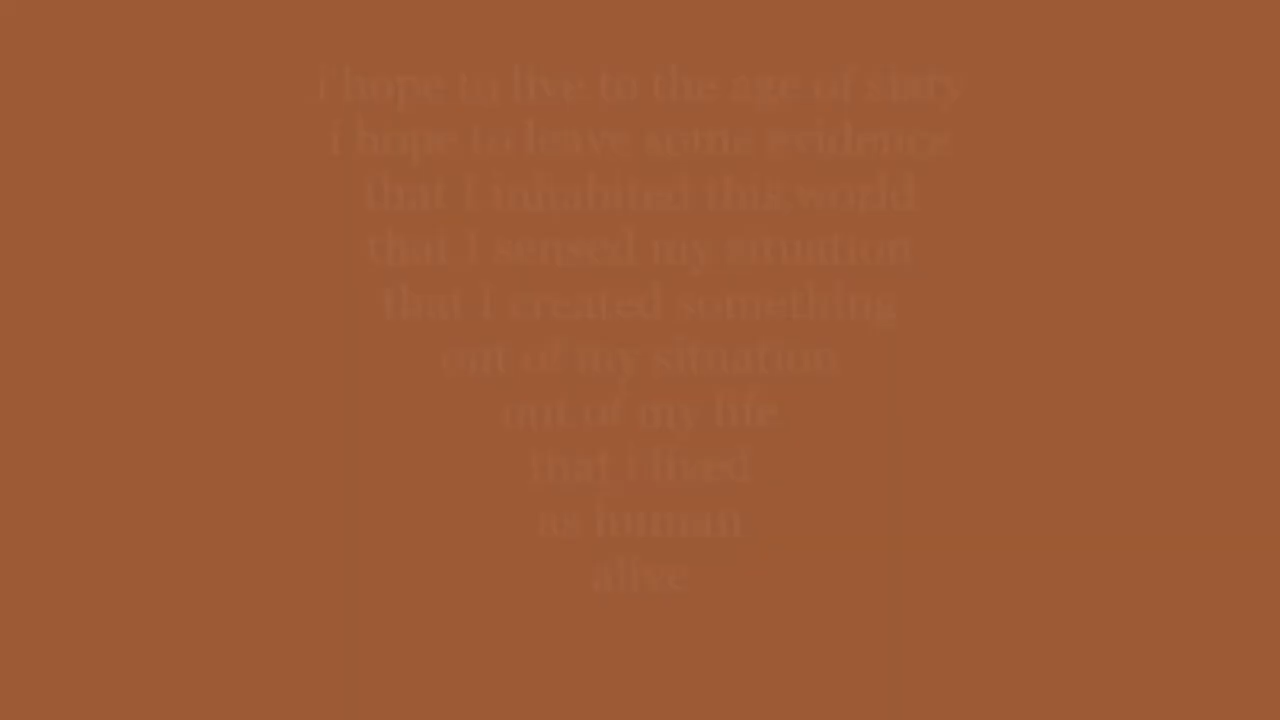 I hope to live to the age of sixty
I hope to leave some evidence
that I inhabited this world
that I sensed my situation
that I created something
out of my situation
out of my life
that I lived
as human
alive